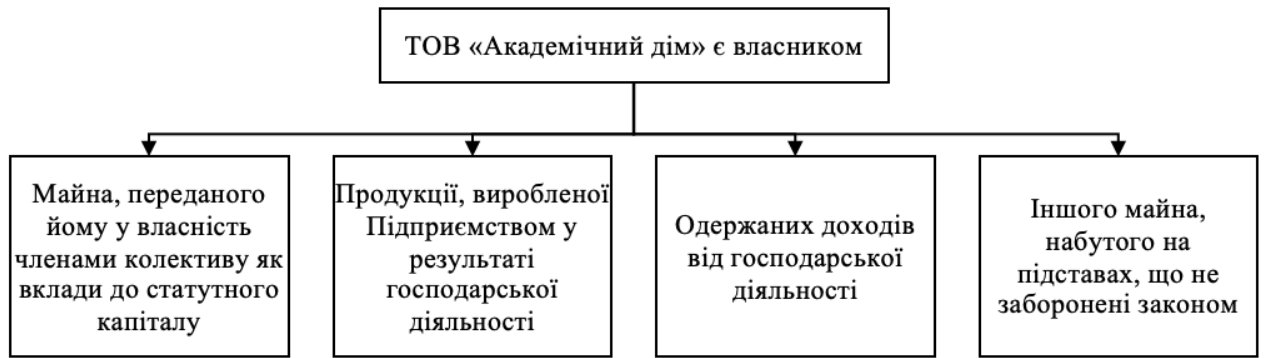 ТОВ «Академічний дім» є власником
Майна, переданого
йому у власність
членами колективу як
вклади до статутного
капіталу
Продукції, виробленої
Підприємством у
результаті
господарської
діяльності
Одержаних доходів
від господарської
діяльності
Іншого майна,
набутого на
підставах, що не
заборонені законом